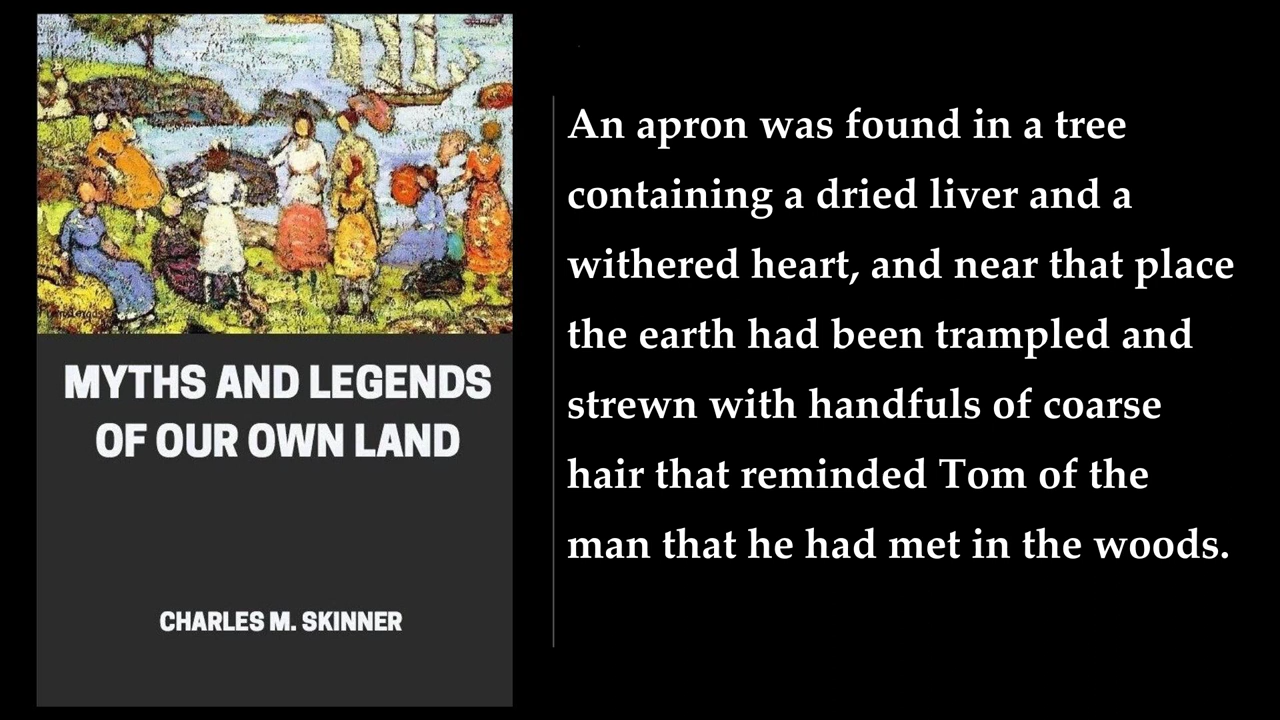 MYTHS AND LEGENDS
OF OUR OWN LAND
CHARLES M. SKINNER
An apron was found in a tree
containing a dried liver and a
withered heart, and near that place
the earth had been trampled and
strewn with handfuls of coarse
hair that reminded Tom of the
man that he had met in the woods.